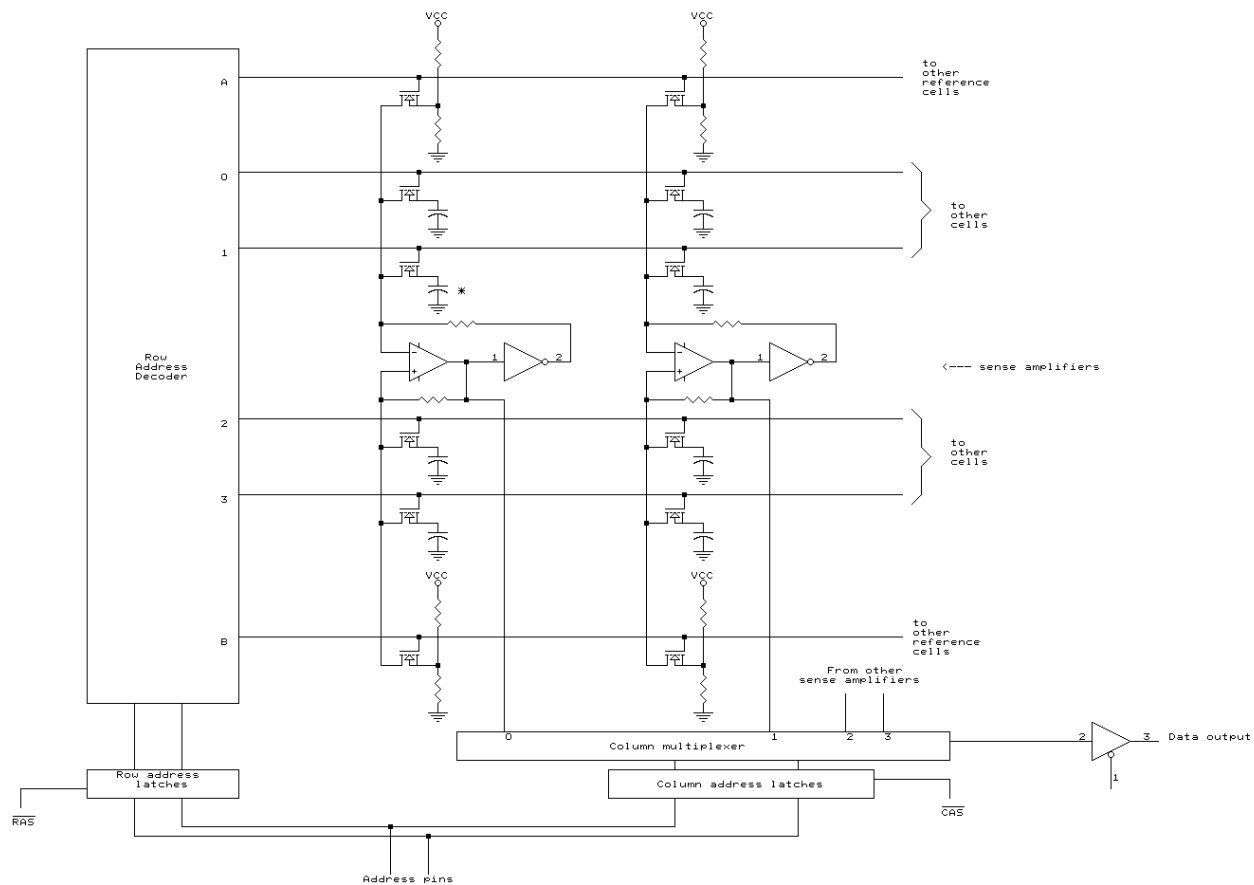 VCC
VCC
A
to
other
reference
cells
0
to
other
cells
1
*
Row
Address
Decoder
−
+
1
2
−
+
1
2
<--- sense amplifiers
2
to
other
cells
3
VCC
VCC
B
to
other
reference
cells
From other
sense amplifiers
0
1
2
3
Column multiplexer
2
3
Data output
1
Row address
latches
Column address latches
RAS
CAS
Address pins